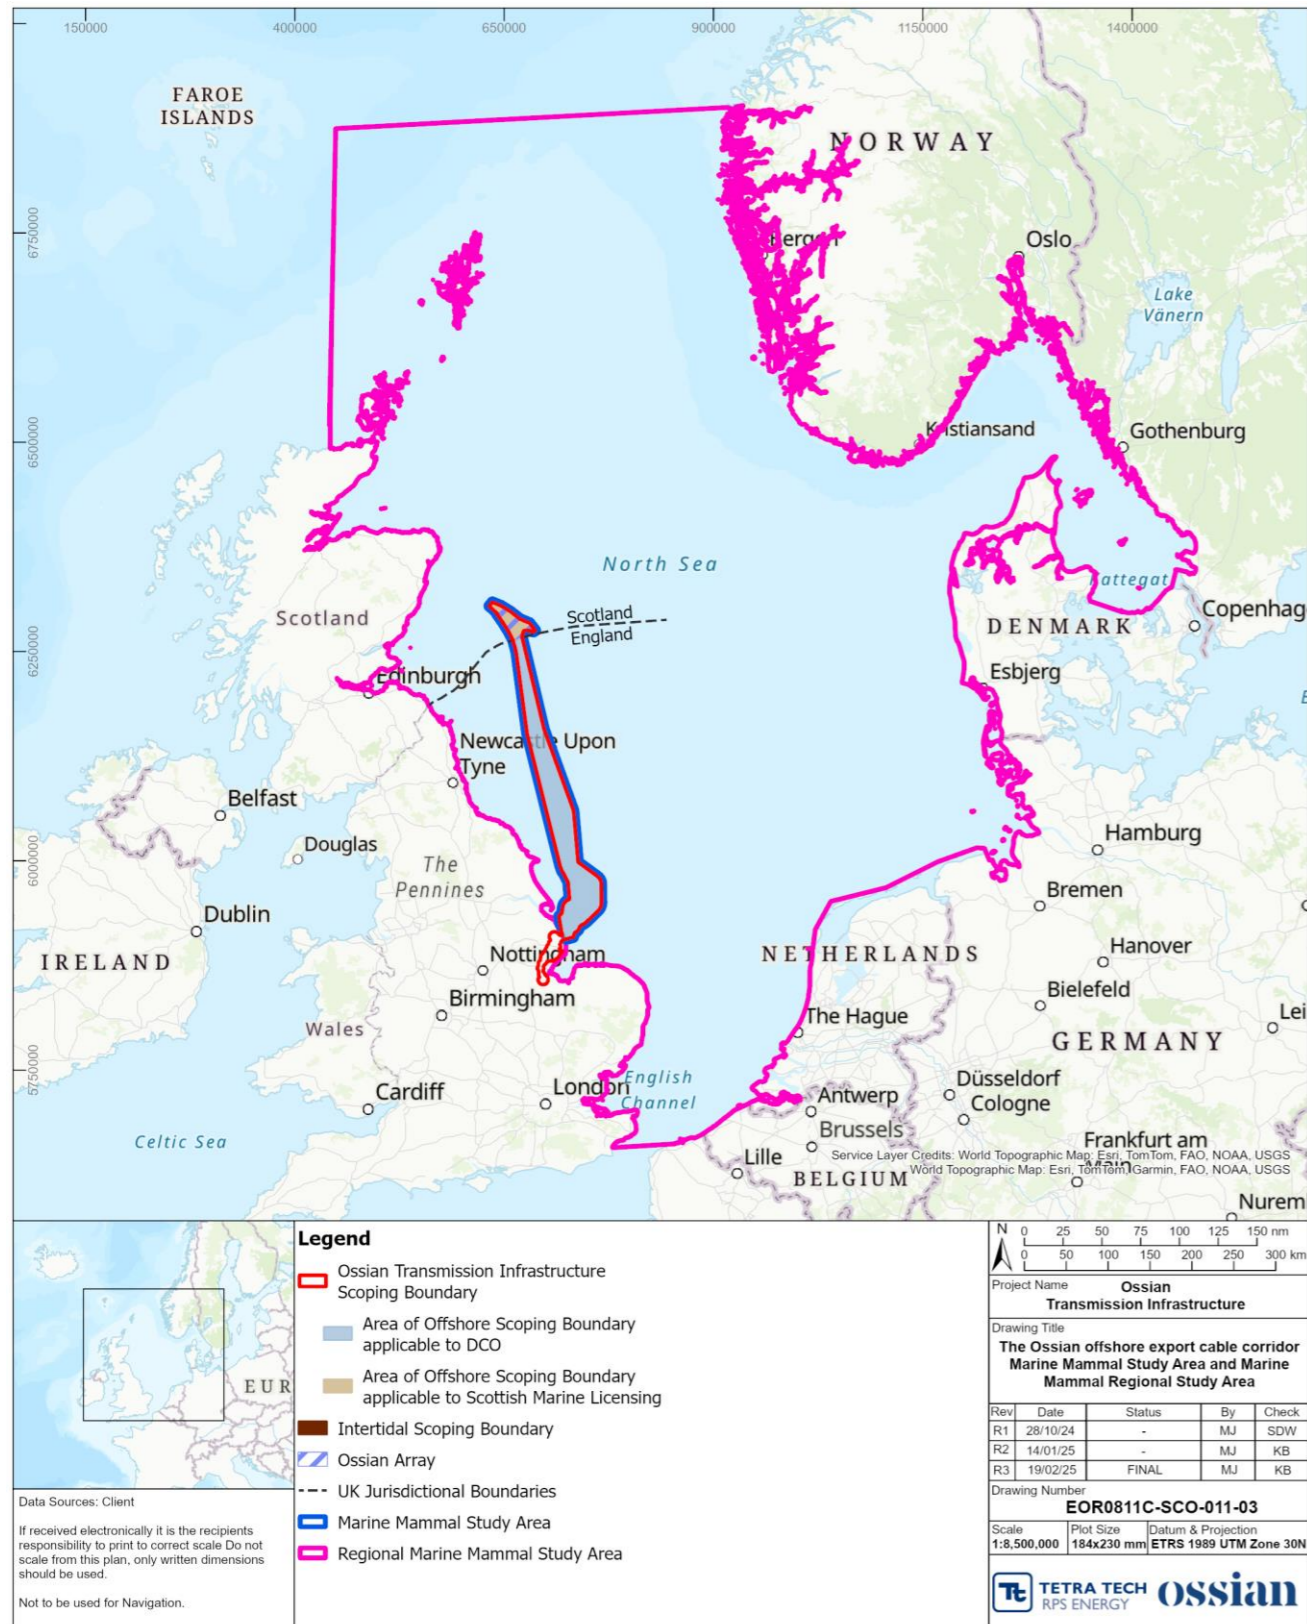 150000
400000
650000
900000
1150000
1400000
6750000
6500000
6250000
6000000
5750000
FAROE
ISLANDS
NORWAY
Bergen
Oslo
Lake
Vänern
Kristiansand
Gothenburg
North Sea
Scotland
Scotland
England
Kattegat
Copenhag
DENMARK
Edinburgh
Esbjerg
Newcastle Upon
Tyne
Belfast
Douglas
Hamburg
The
Pennines
Bremen
Dublin
IRELAND
Nottingham
NETHERLANDS
Hanover
Birmingham
Bielefeld
Wales
The Hague
Lei
GERMANY
Cardiff
London
English
Channel
Düsseldorf
Cologne
Antwerp
Brussels
Celtic Sea
Lille
BELGIUM
Frankfurt am
Main
Nurem
Service Layer Credits: World Topographic Map: Esri, TomTom, FAO, NOAA, USGS
World Topographic Map: Esri, TomTom, Garmin, FAO, NOAA, USGS
EUR
Data Sources: Client
If received electronically it is the recipients
responsibility to print to correct scale Do not
scale from this plan, only written dimensions
should be used.
Not to be used for Navigation.
Legend
Ossian Transmission Infrastructure
Scoping Boundary
Area of Offshore Scoping Boundary
applicable to DCO
Area of Offshore Scoping Boundary
applicable to Scottish Marine Licensing
Intertidal Scoping Boundary
Ossian Array
UK Jurisdictional Boundaries
Marine Mammal Study Area
Regional Marine Mammal Study Area
N
0 25 50 75 100 125 150 nm
0 50 100 150 200 250 300 km
Project Name
Ossian
Transmission Infrastructure
Drawing Title
The Ossian offshore export cable corridor
Marine Mammal Study Area and Marine
Mammal Regional Study Area
Rev Date Status By Check
R1 28/10/24 - MJ SDW
R2 14/01/25 - MJ KB
R3 19/02/25 FINAL MJ KB
Drawing Number
EOR0811C-SCO-011-03
Scale Plot Size Datum & Projection
1:8,500,000 184x230 mm ETRS 1989 UTM Zone 30N
Tt TETRA TECH
RPS ENERGY
ossian